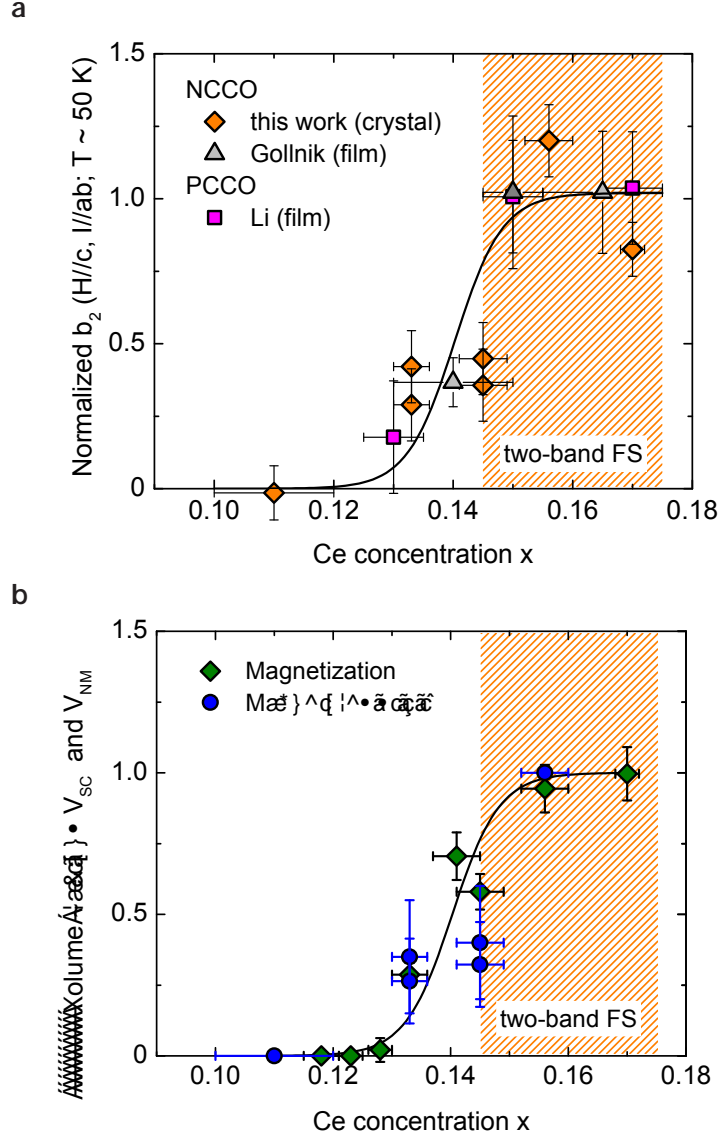 a
Normalized b₂ (H//c, I//ab; T ~ 50 K)
1.5
1.0
0.5
0
NCCO
this work (crystal)
Gollnik (film)
PCCO
Li (film)
two-band FS
0.10 0.12 0.14 0.16 0.18
Ce concentration x
b
V_SC and V_NM
1.5
1.0
0.5
0
Magnetization
two-band FS
0.10 0.12 0.14 0.16 0.18
Ce concentration x